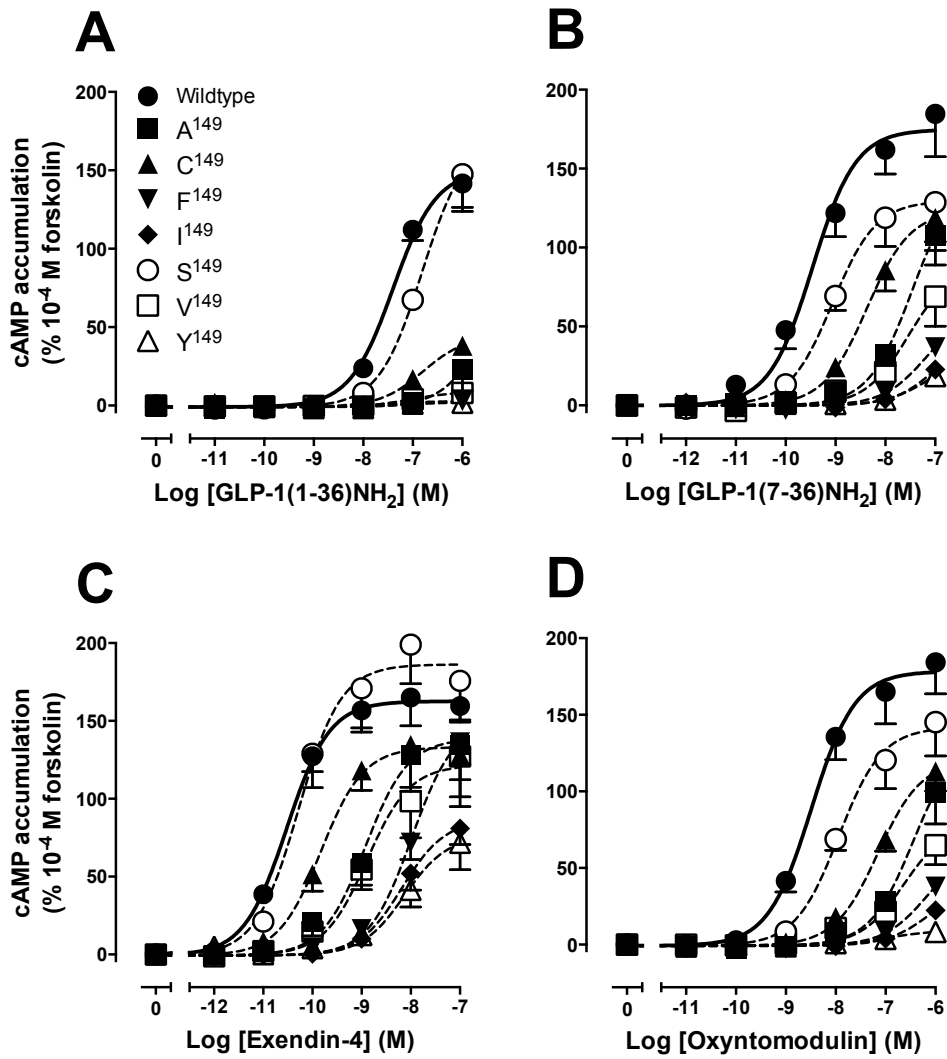 A
cAMP accumulation
(% 10⁻⁴ M forskolin)
200
150
100
50
0
Wildtype
A¹⁴⁹
C¹⁴⁹
F¹⁴⁹
I¹⁴⁹
S¹⁴⁹
V¹⁴⁹
Y¹⁴⁹
0 -11 -10 -9 -8 -7 -6
Log [GLP-1(1-36)NH₂] (M)
B
200
150
100
50
0
0 -12 -11 -10 -9 -8 -7
Log [GLP-1(7-36)NH₂] (M)
C
cAMP accumulation
(% 10⁻⁴ M forskolin)
200
150
100
50
0
0 -12 -11 -10 -9 -8 -7
Log [Exendin-4] (M)
D
200
150
100
50
0
0 -11 -10 -9 -8 -7 -6
Log [Oxyntomodulin] (M)